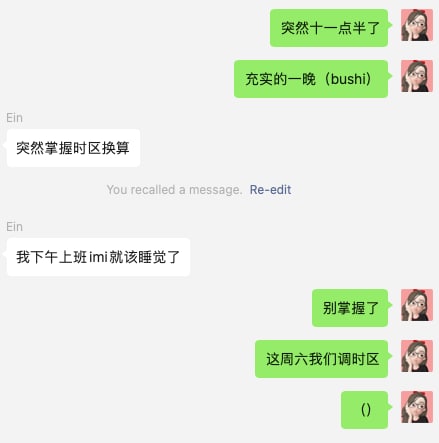 突然十一点半了
充实的一晚（bushi）
Ein
突然掌握时区换算
You recalled a message. Re-edit
Ein
我下午上班imi就该睡觉了
别掌握了
这周六我们调时区
（）